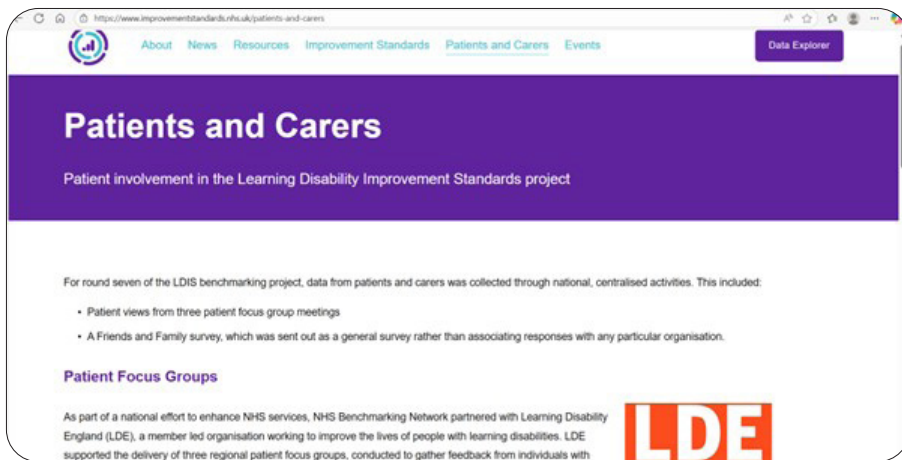 https://www.improvementstandards.nhs.uk/patients-and-carers
About News Resources Improvement Standards Patients and Carers Events Data Explorer
Patients and Carers
Patient involvement in the Learning Disability Improvement Standards project
For round seven of the LDIS benchmarking project, data from patients and carers was collected through national, centralised activities. This included:
• Patient views from three patient focus group meetings
• A Friends and Family survey, which was sent out as a general survey rather than associating responses with any particular organisation.
Patient Focus Groups
As part of a national effort to enhance NHS services, NHS Benchmarking Network partnered with Learning Disability
England (LDE), a member led organisation working to improve the lives of people with learning disabilities. LDE
supported the delivery of three regional patient focus groups, conducted to gather feedback from individuals with
LDE